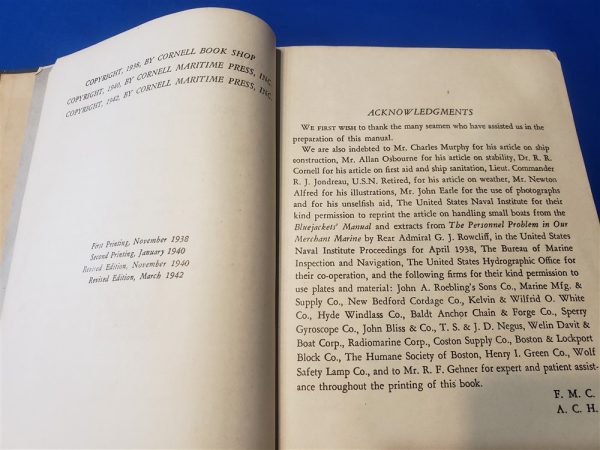 COPYRIGHT, 1938, BY CORNELL BOOK SHOP
COPYRIGHT, 1940, BY CORNELL MARITIME PRESS, INC.
COPYRIGHT, 1942, BY CORNELL MARITIME PRESS, INC.
First Printing, November 1938
Second Printing, January 1940
Revised Edition, November 1940
Revised Edition, March 1942
ACKNOWLEDGMENTS
WE FIRST WISH to thank the many seamen who have assisted us in the
preparation of this manual.
We are also indebted to Mr. Charles Murphy for his article on ship
construction, Mr. Allan Osbourne for his article on stability, Dr. R. R.
Cornell for his article on first aid and ship sanitation, Lieut. Commander
R. J. Jondreau, U.S.N. Retired, for his article on weather, Mr. Newton
Alfred for his illustrations, Mr. John Earle for the use of photographs
and for his unselfish aid, The United States Naval Institute for their
kind permission to reprint the article on handling small boats from the
Bluejackets' Manual and extracts from The Personnel Problem in Our
Merchant Marine by Rear Admiral G. J. Rowcliff, in the United States
Naval Institute Proceedings for April 1938, The Bureau of Marine
Inspection and Navigation, The United States Hydrographic Office for
their co-operation, and the following firms for their kind permission to
use plates and material: John A. Roebling's Sons Co., Marine Mfg. &
Supply Co., New Bedford Cordage Co., Kelvin & Wilfrid O. White
Co., Hyde Windlass Co., Baldt Anchor Chain & Forge Co., Sperry
Gyroscope Co., John Bliss & Co., T. S. & J. D. Negus, Welin Davit &
Boat Corp., Radiomarine Corp., Coston Supply Co., Boston & Lockport
Block Co., The Humane Society of Boston, Henry I. Green Co., Wolf
Safety Lamp Co., and to Mr. R. F. Gehner for expert and patient assist-
ance throughout the printing of this book.
F. M. C.
A. C. H.